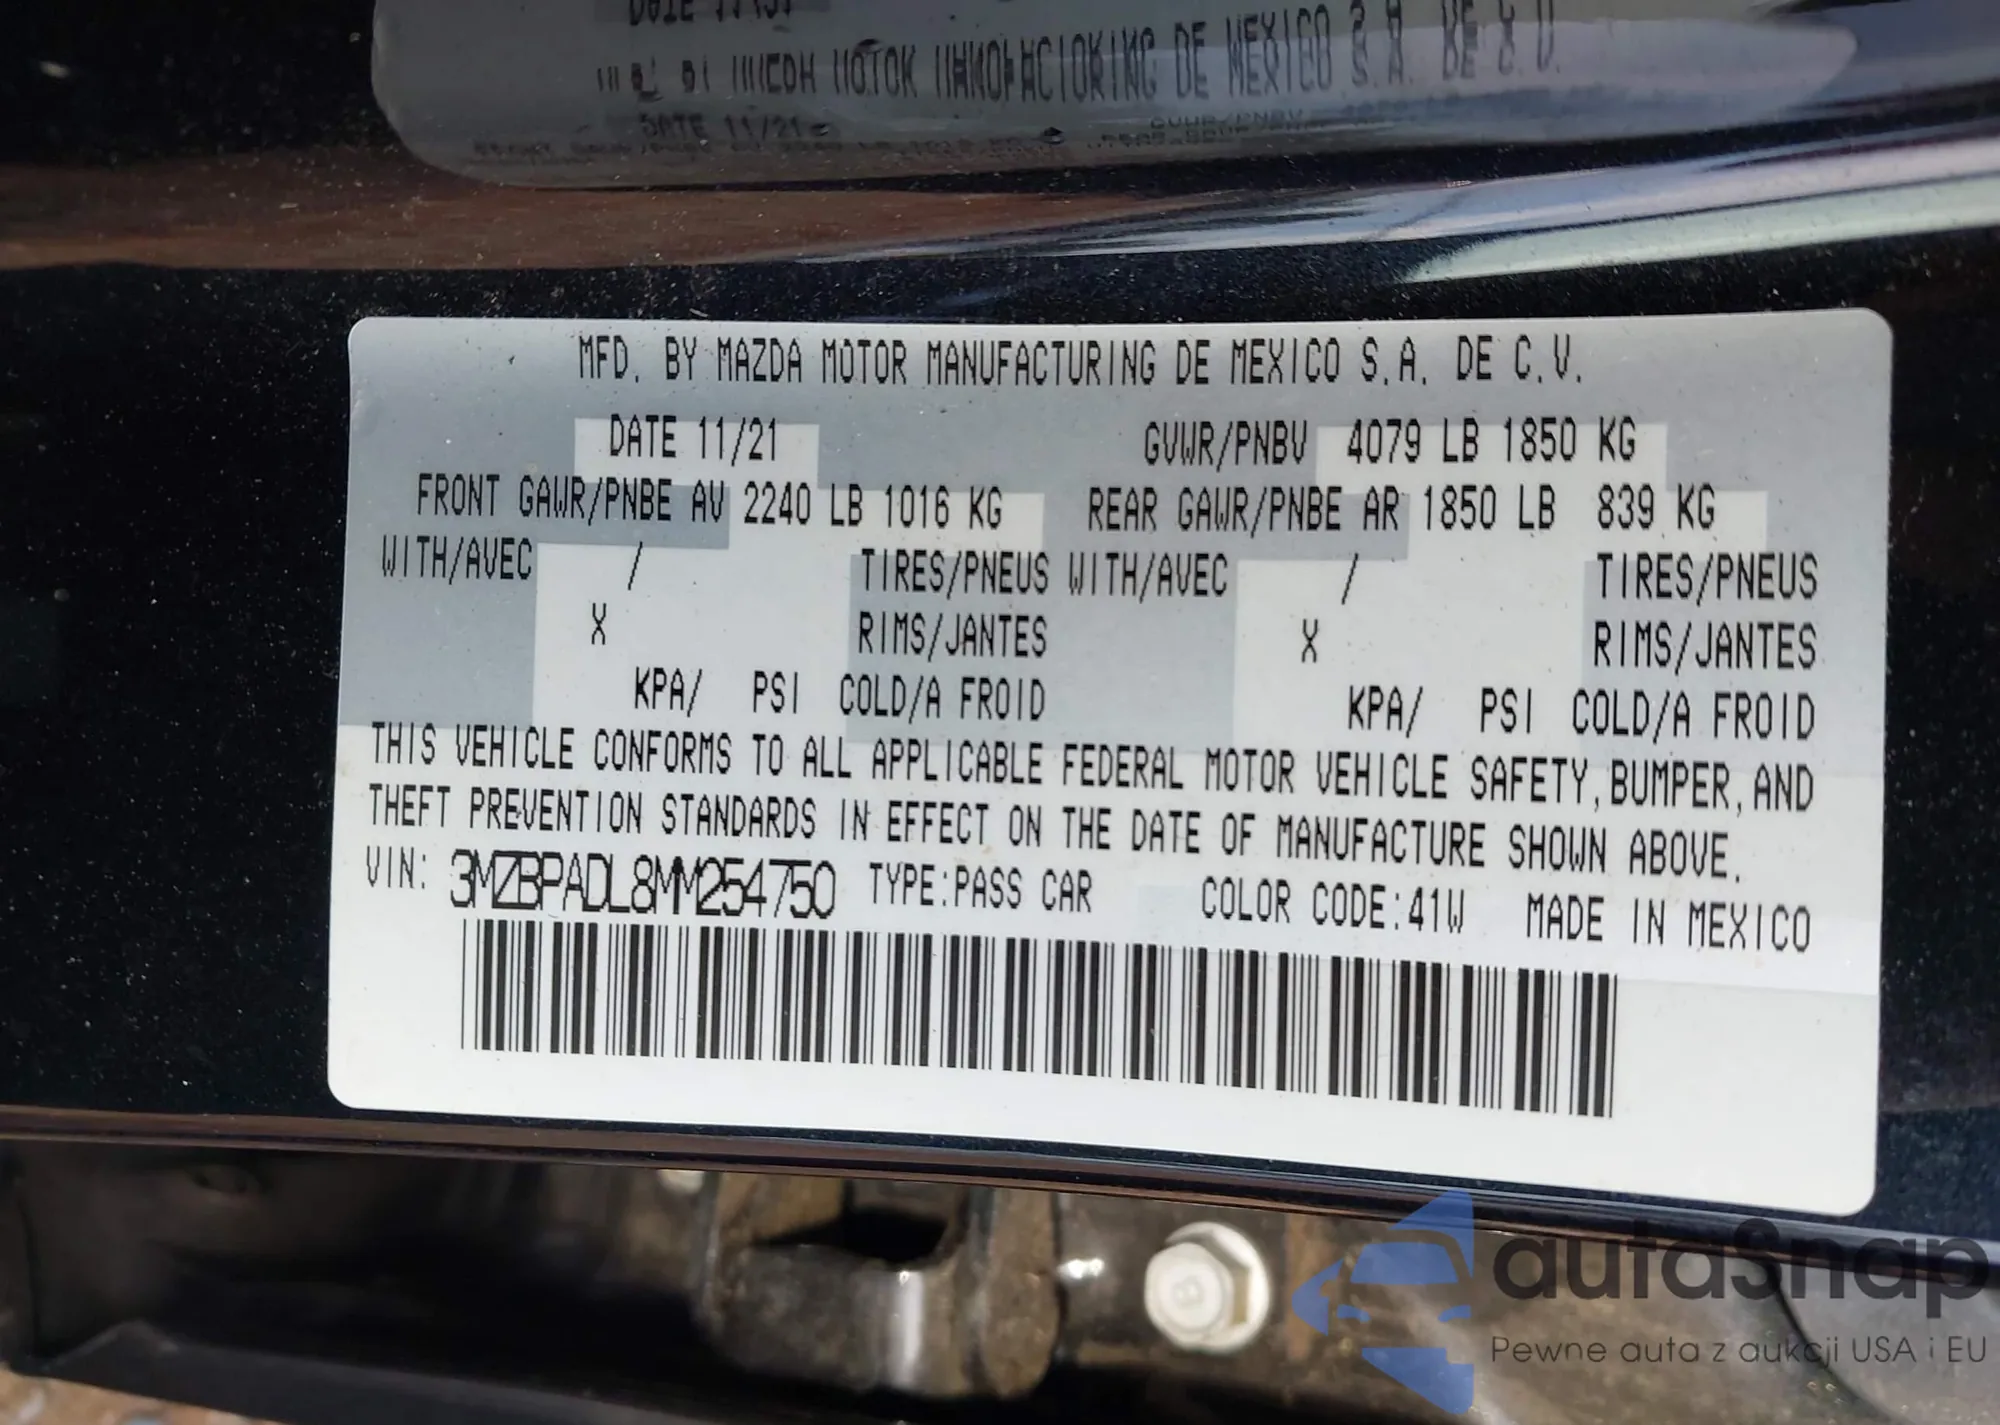 DATE 11/21
MFD. BY MAZDA MOTOR MANUFACTURING DE MEXICO S.A. DE C.V.
DATE 11/21 GVWR/PNBV 4079 LB 1850 KG
FRONT GAWR/PNBE AV 2240 LB 1016 KG REAR GAWR/PNBE AR 1850 LB 839 KG
WITH/AVEC / TIRES/PNEUS WITH/AVEC / TIRES/PNEUS
X RIMS/JANTES X RIMS/JANTES
KPA/ PSI COLD/A FROID KPA/ PSI COLD/A FROID
THIS VEHICLE CONFORMS TO ALL APPLICABLE FEDERAL MOTOR VEHICLE SAFETY, BUMPER, AND
THEFT PREVENTION STANDARDS IN EFFECT ON THE DATE OF MANUFACTURE SHOWN ABOVE.
VIN: 3MZBPADL8MM254750 TYPE:PASS CAR COLOR CODE:41W MADE IN MEXICO
autoSnap
Pewne auta z aukcji USA i EU